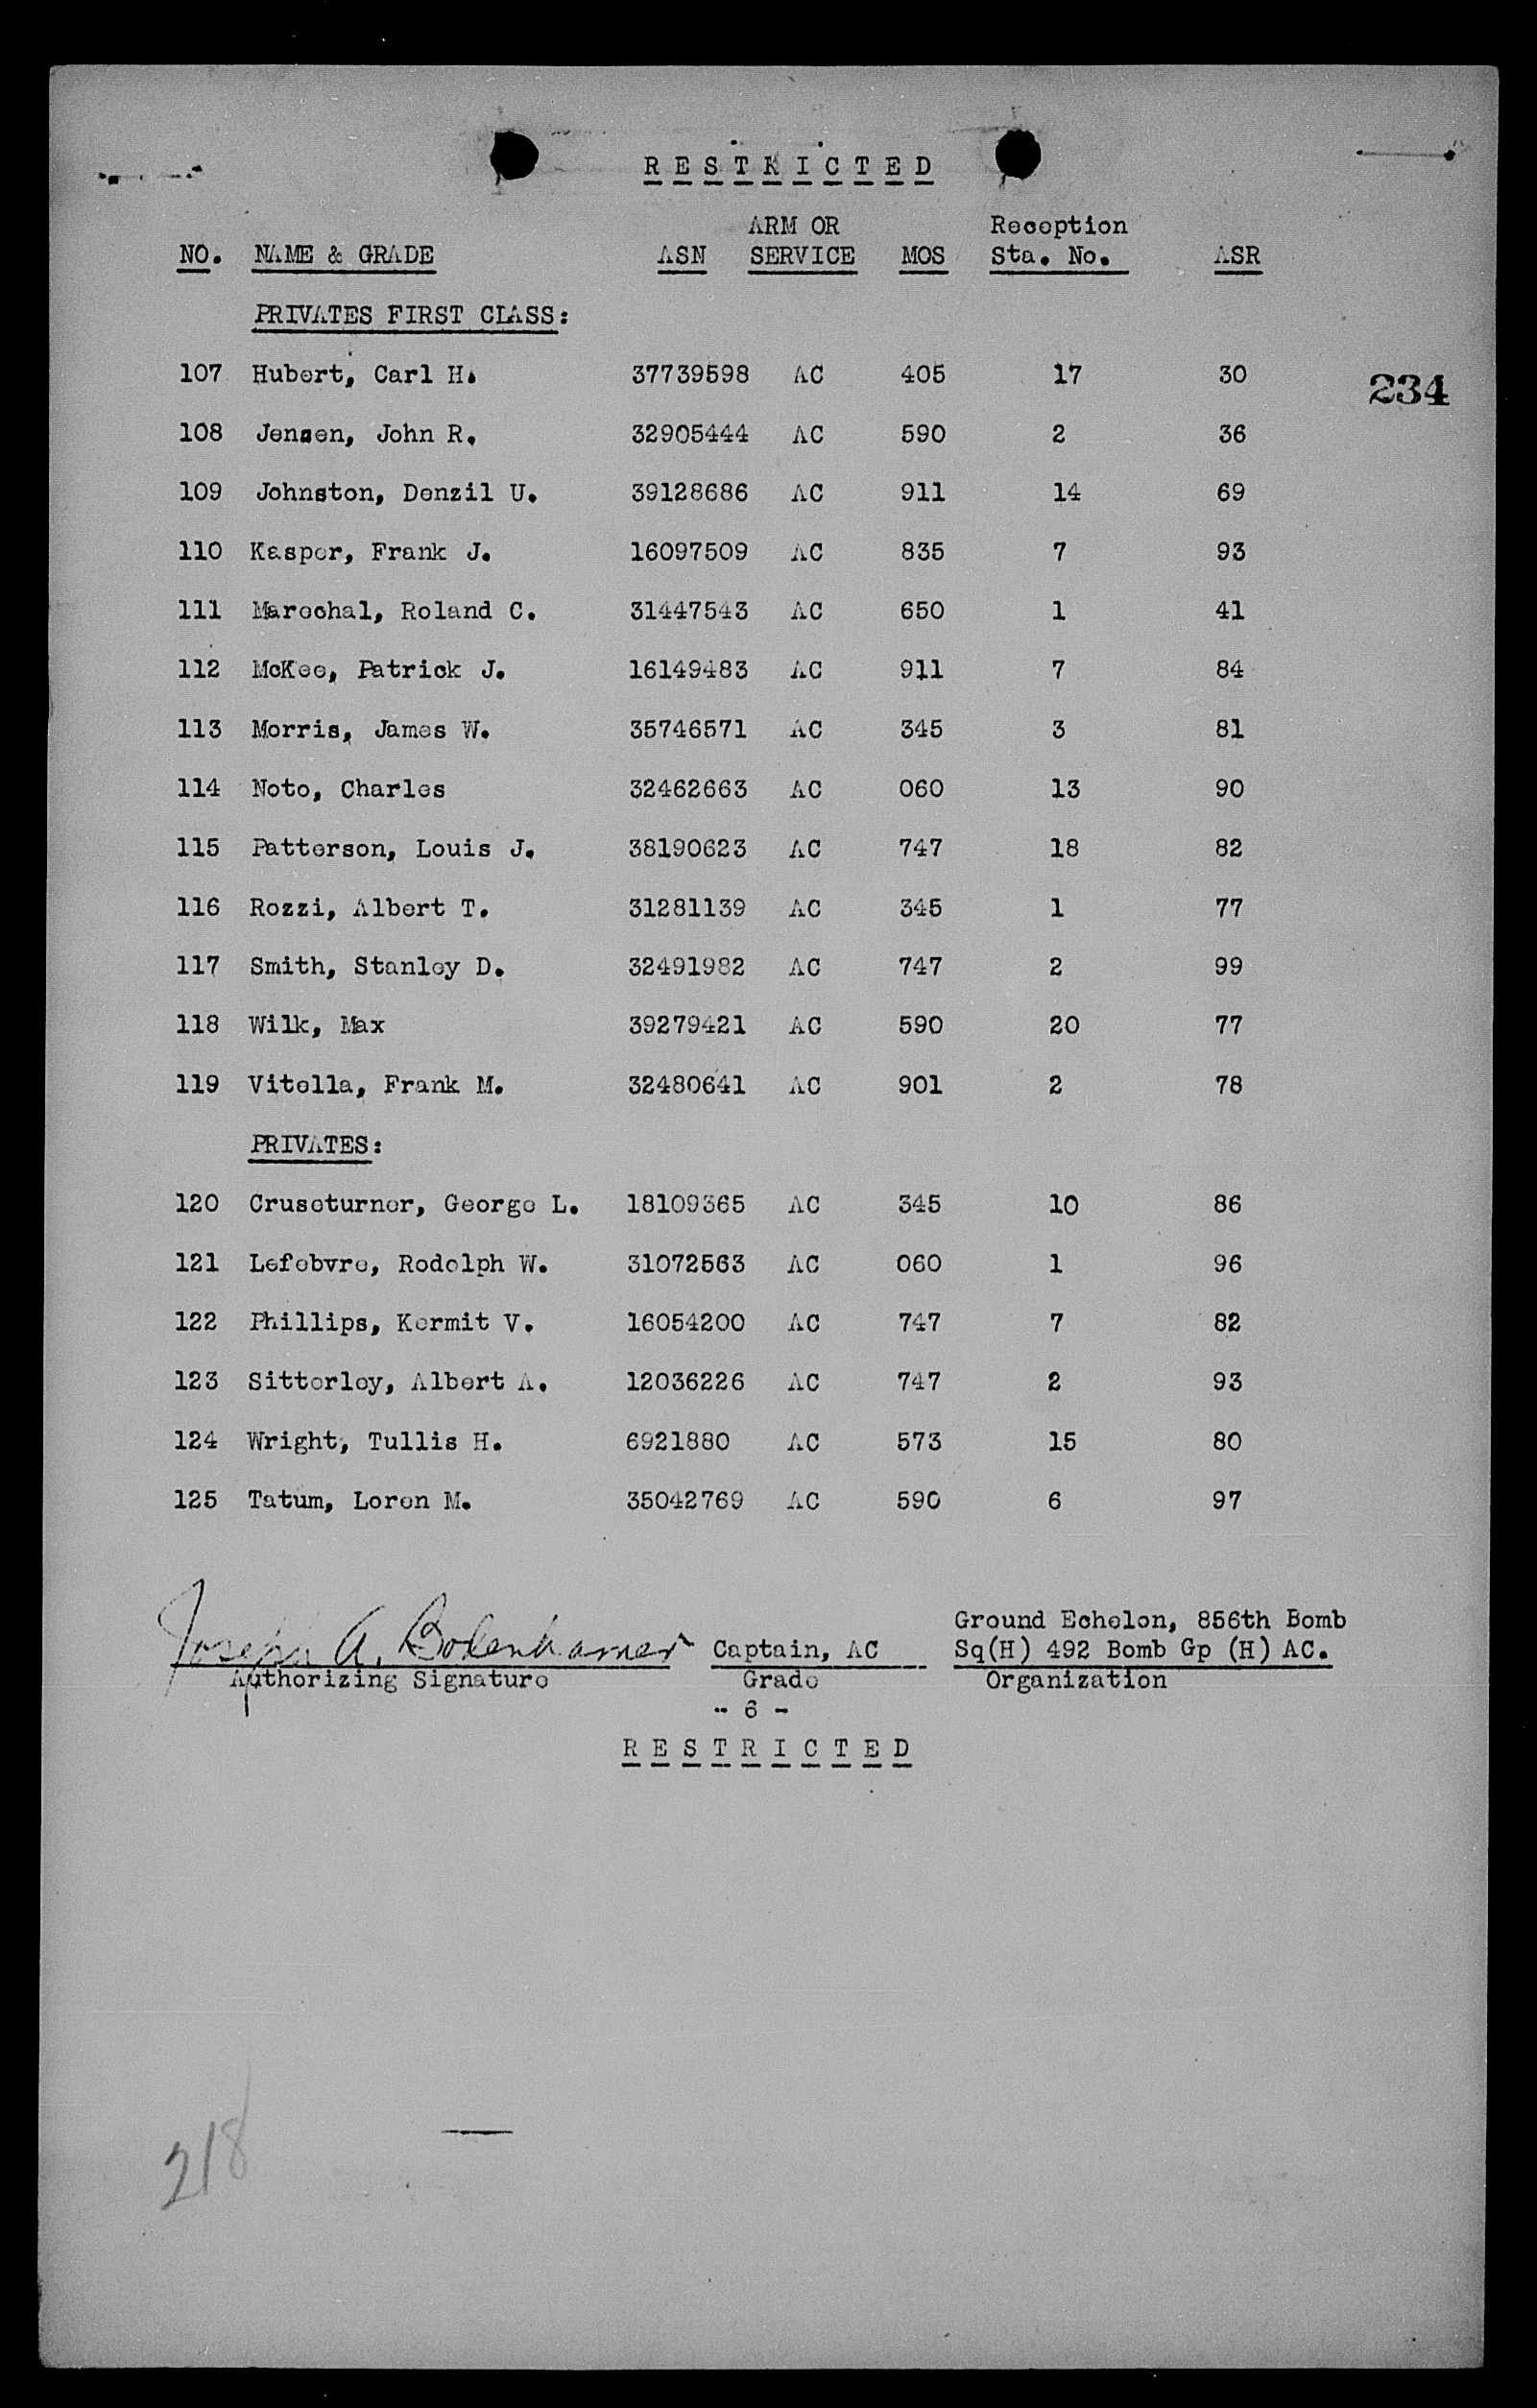 RESTRICTED
ARM OR Reception
NO. NAME & GRADE ASN SERVICE MOS Sta. No. ASR
PRIVATES FIRST CLASS:
107 Hubert, Carl H. 37739598 AC 405 17 30
234
108 Jensen, John R. 32905444 AC 590 2 36
109 Johnston, Denzil U. 39128686 AC 911 14 69
110 Kasper, Frank J. 16097509 AC 835 7 93
111 Marechal, Roland C. 31447543 AC 650 1 41
112 McKee, Patrick J. 16149483 AC 911 7 84
113 Morris, James W. 35746571 AC 345 3 81
114 Noto, Charles 32462663 AC 060 13 90
115 Patterson, Louis J. 38190623 AC 747 18 82
116 Rozzi, Albert T. 31281139 AC 345 1 77
117 Smith, Stanley D. 32491982 AC 747 2 99
118 Wilk, Max 39279421 AC 590 20 77
119 Vitella, Frank M. 32480641 AC 901 2 78
PRIVATES:
120 Cruseturner, George L. 18109365 AC 345 10 86
121 Lefebvre, Rodolph W. 31072563 AC 060 1 96
122 Phillips, Kermit V. 16054200 AC 747 7 82
123 Sitterley, Albert A. 12036226 AC 747 2 93
124 Wright, Tullis H. 6921880 AC 573 15 80
125 Tatum, Loren M. 35042769 AC 590 6 97
Ground Echelon, 856th Bomb
Joseph A. Bodenhamer Captain, AC Sq(H) 492 Bomb Gp (H) AC.
Authorizing Signature Grade Organization
- 6 -
RESTRICTED
218